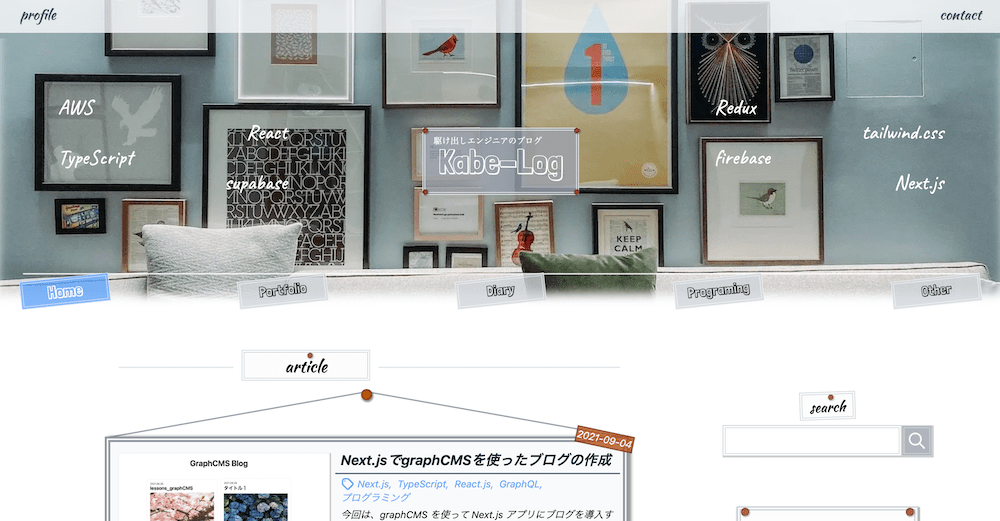 profile
contact
AWS
React
TypeScript
supabase
駆け出しエンジニアのブログ
Kabe-Log
Redux
tailwind.css
firebase
Next.js
1
KEEP
CALM
Home
Portfolio
Diary
Programing
Other
article
search
2021-09-04
GraphCMS Blog
lessons_graphCMS
タイトル1
Next.jsでgraphCMSを使ったブログの作成
Next.js, TypeScript, React.js, GraphQL,
プログラミング
今回は、graphCMS を使って Next.js アプリにブログを導入す